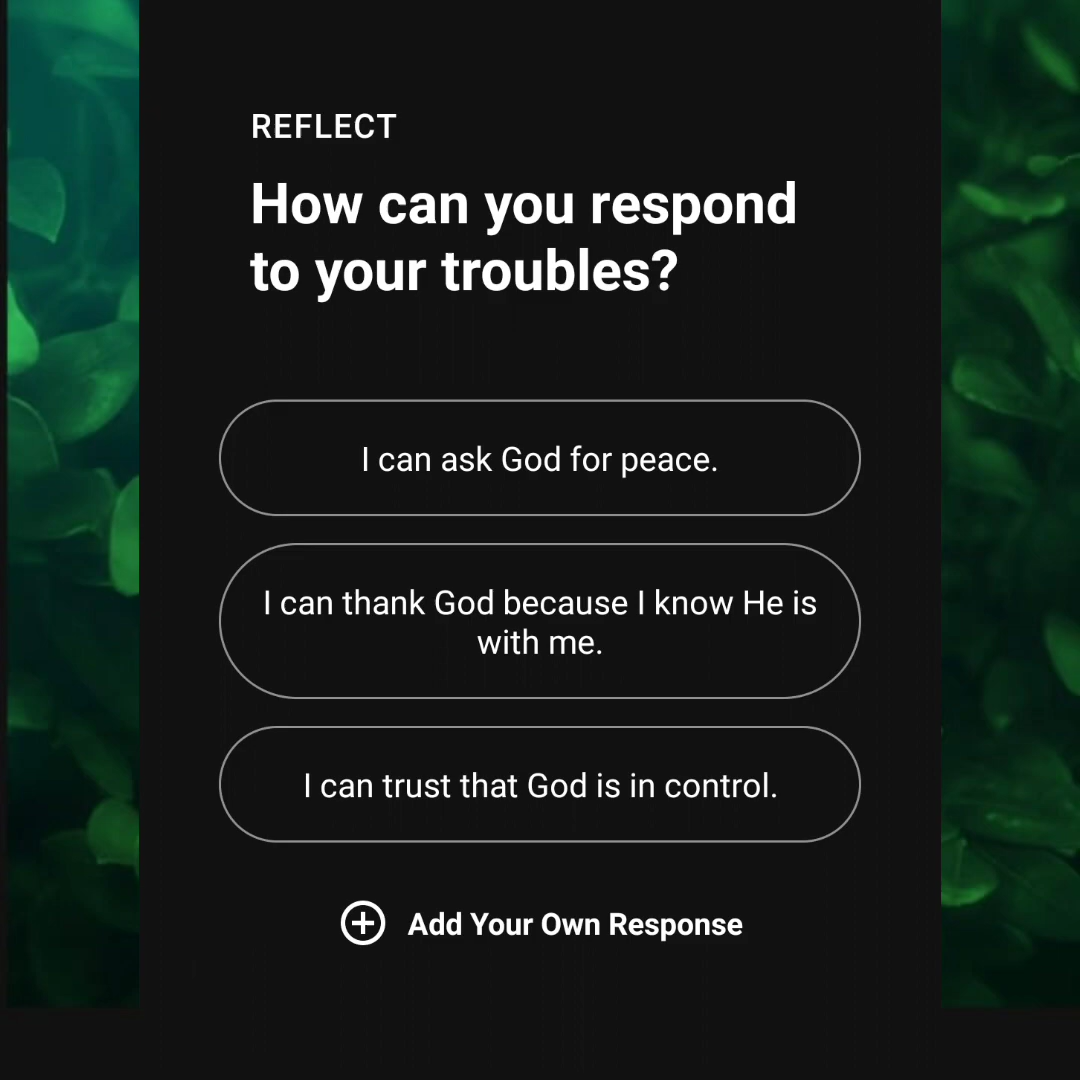 REFLECT
How can you respond
to your troubles?
I can ask God for peace.
I can thank God because I know He is
with me.
I can trust that God is in control.
Add Your Own Response